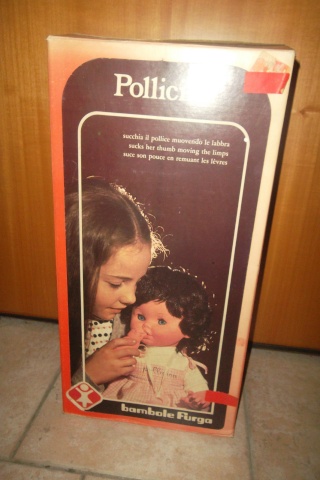 Pollic
succhia il pollice muovendo le labbra
sucks her thumb moving the limps
suce son pouce en remuant les lèvres
bambole Furga